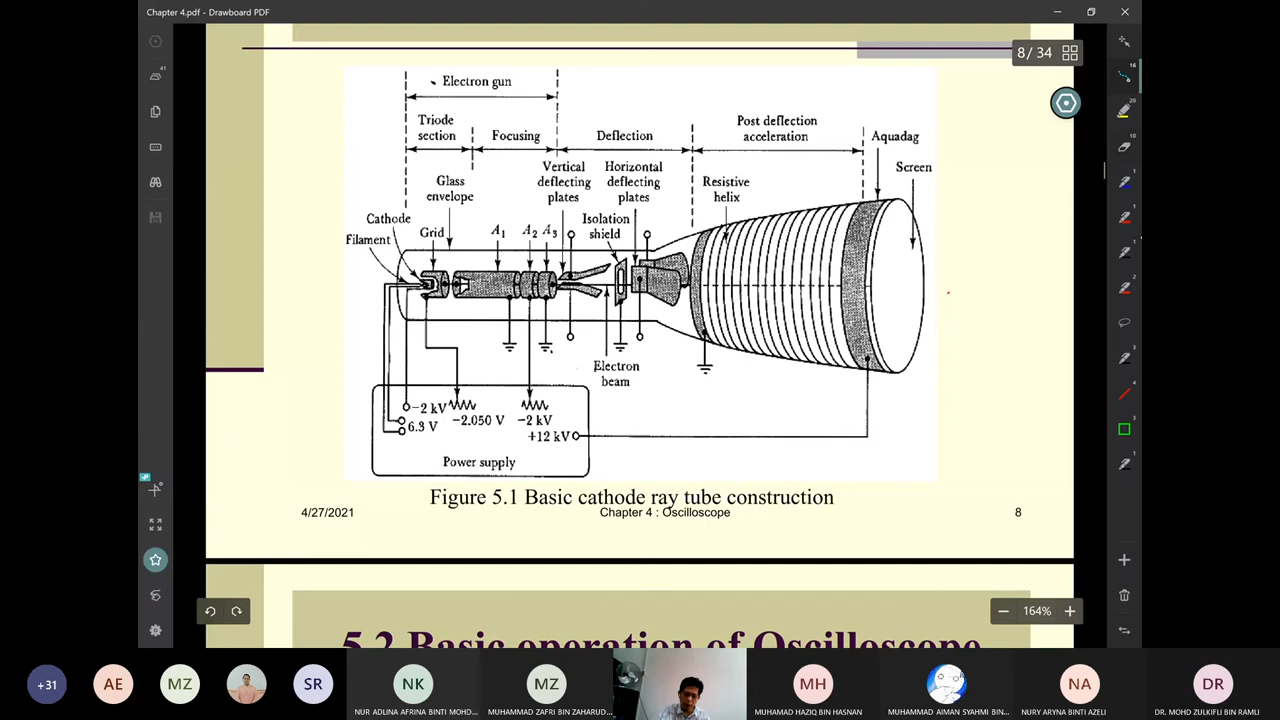 Chapter 4.pdf - Drawboard PDF
8 / 34
Electron gun
Triode
section
Focusing
Deflection
Post deflection
acceleration
Aquadag
Screen
Glass
envelope
Vertical
deflecting
plates
Horizontal
deflecting
plates
Resistive
helix
Cathode
Filament
Grid
A1
A2
A3
Isolation
shield
Electron
beam
−2 kV
6.3 V
−2.050 V
−2 kV
+12 kV
Power supply
Figure 5.1 Basic cathode ray tube construction
4/27/2021
Chapter 4 : Oscilloscope
8
5.2 Basic operation of Oscilloscope
164%
+31
AE
MZ
SR
NK
NUR ADLINA AFRINA BINTI MOHD...
MZ
MUHAMMAD ZAFRI BIN ZAHARUD...
MH
MUHAMAD HAZIQ BIN HASNAN
MUHAMMAD AIMAN SYAHMI BIN...
NA
NURY ARYNA BINTI AZELI
DR
DR. MOHD ZULKIFLI BIN RAMLI